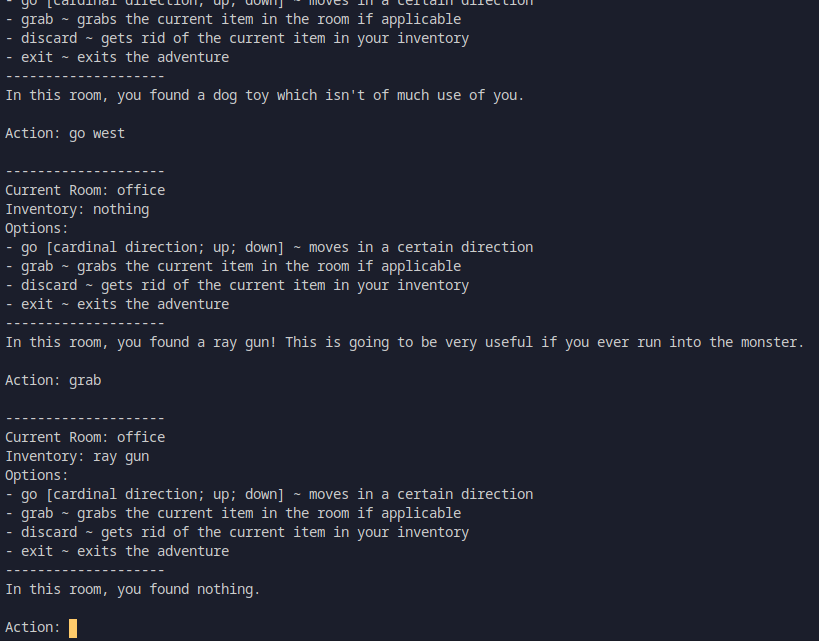 - go [cardinal direction; up; down] ~ moves in a certain direction
- grab ~ grabs the current item in the room if applicable
- discard ~ gets rid of the current item in your inventory
- exit ~ exits the adventure
--------------------
In this room, you found a dog toy which isn't of much use of you.
Action: go west
--------------------
Current Room: office
Inventory: nothing
Options:
- go [cardinal direction; up; down] ~ moves in a certain direction
- grab ~ grabs the current item in the room if applicable
- discard ~ gets rid of the current item in your inventory
- exit ~ exits the adventure
--------------------
In this room, you found a ray gun! This is going to be very useful if you ever run into the monster.
Action: grab
--------------------
Current Room: office
Inventory: ray gun
Options:
- go [cardinal direction; up; down] ~ moves in a certain direction
- grab ~ grabs the current item in the room if applicable
- discard ~ gets rid of the current item in your inventory
- exit ~ exits the adventure
--------------------
In this room, you found nothing.
Action: